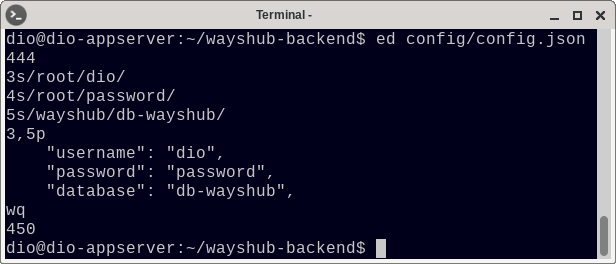 Terminal -
dio@dio-appserver:~/wayshub-backend$ ed config/config.json
444
3s/root/dio/
4s/root/password/
5s/wayshub/db-wayshub/
3,5p
    "username": "dio",
    "password": "password",
    "database": "db-wayshub",
wq
450
dio@dio-appserver:~/wayshub-backend$